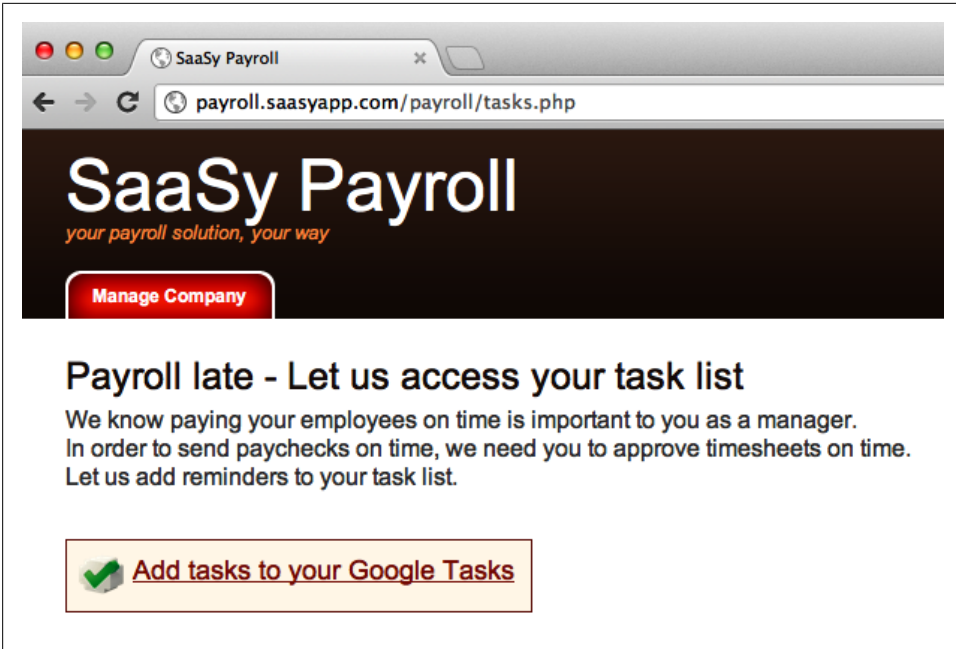 SaaSy Payroll
payroll.saasyapp.com/payroll/tasks.php
SaaSy Payroll
your payroll solution, your way
Manage Company
Payroll late - Let us access your task list
We know paying your employees on time is important to you as a manager.
In order to send paychecks on time, we need you to approve timesheets on time.
Let us add reminders to your task list.
Add tasks to your Google Tasks